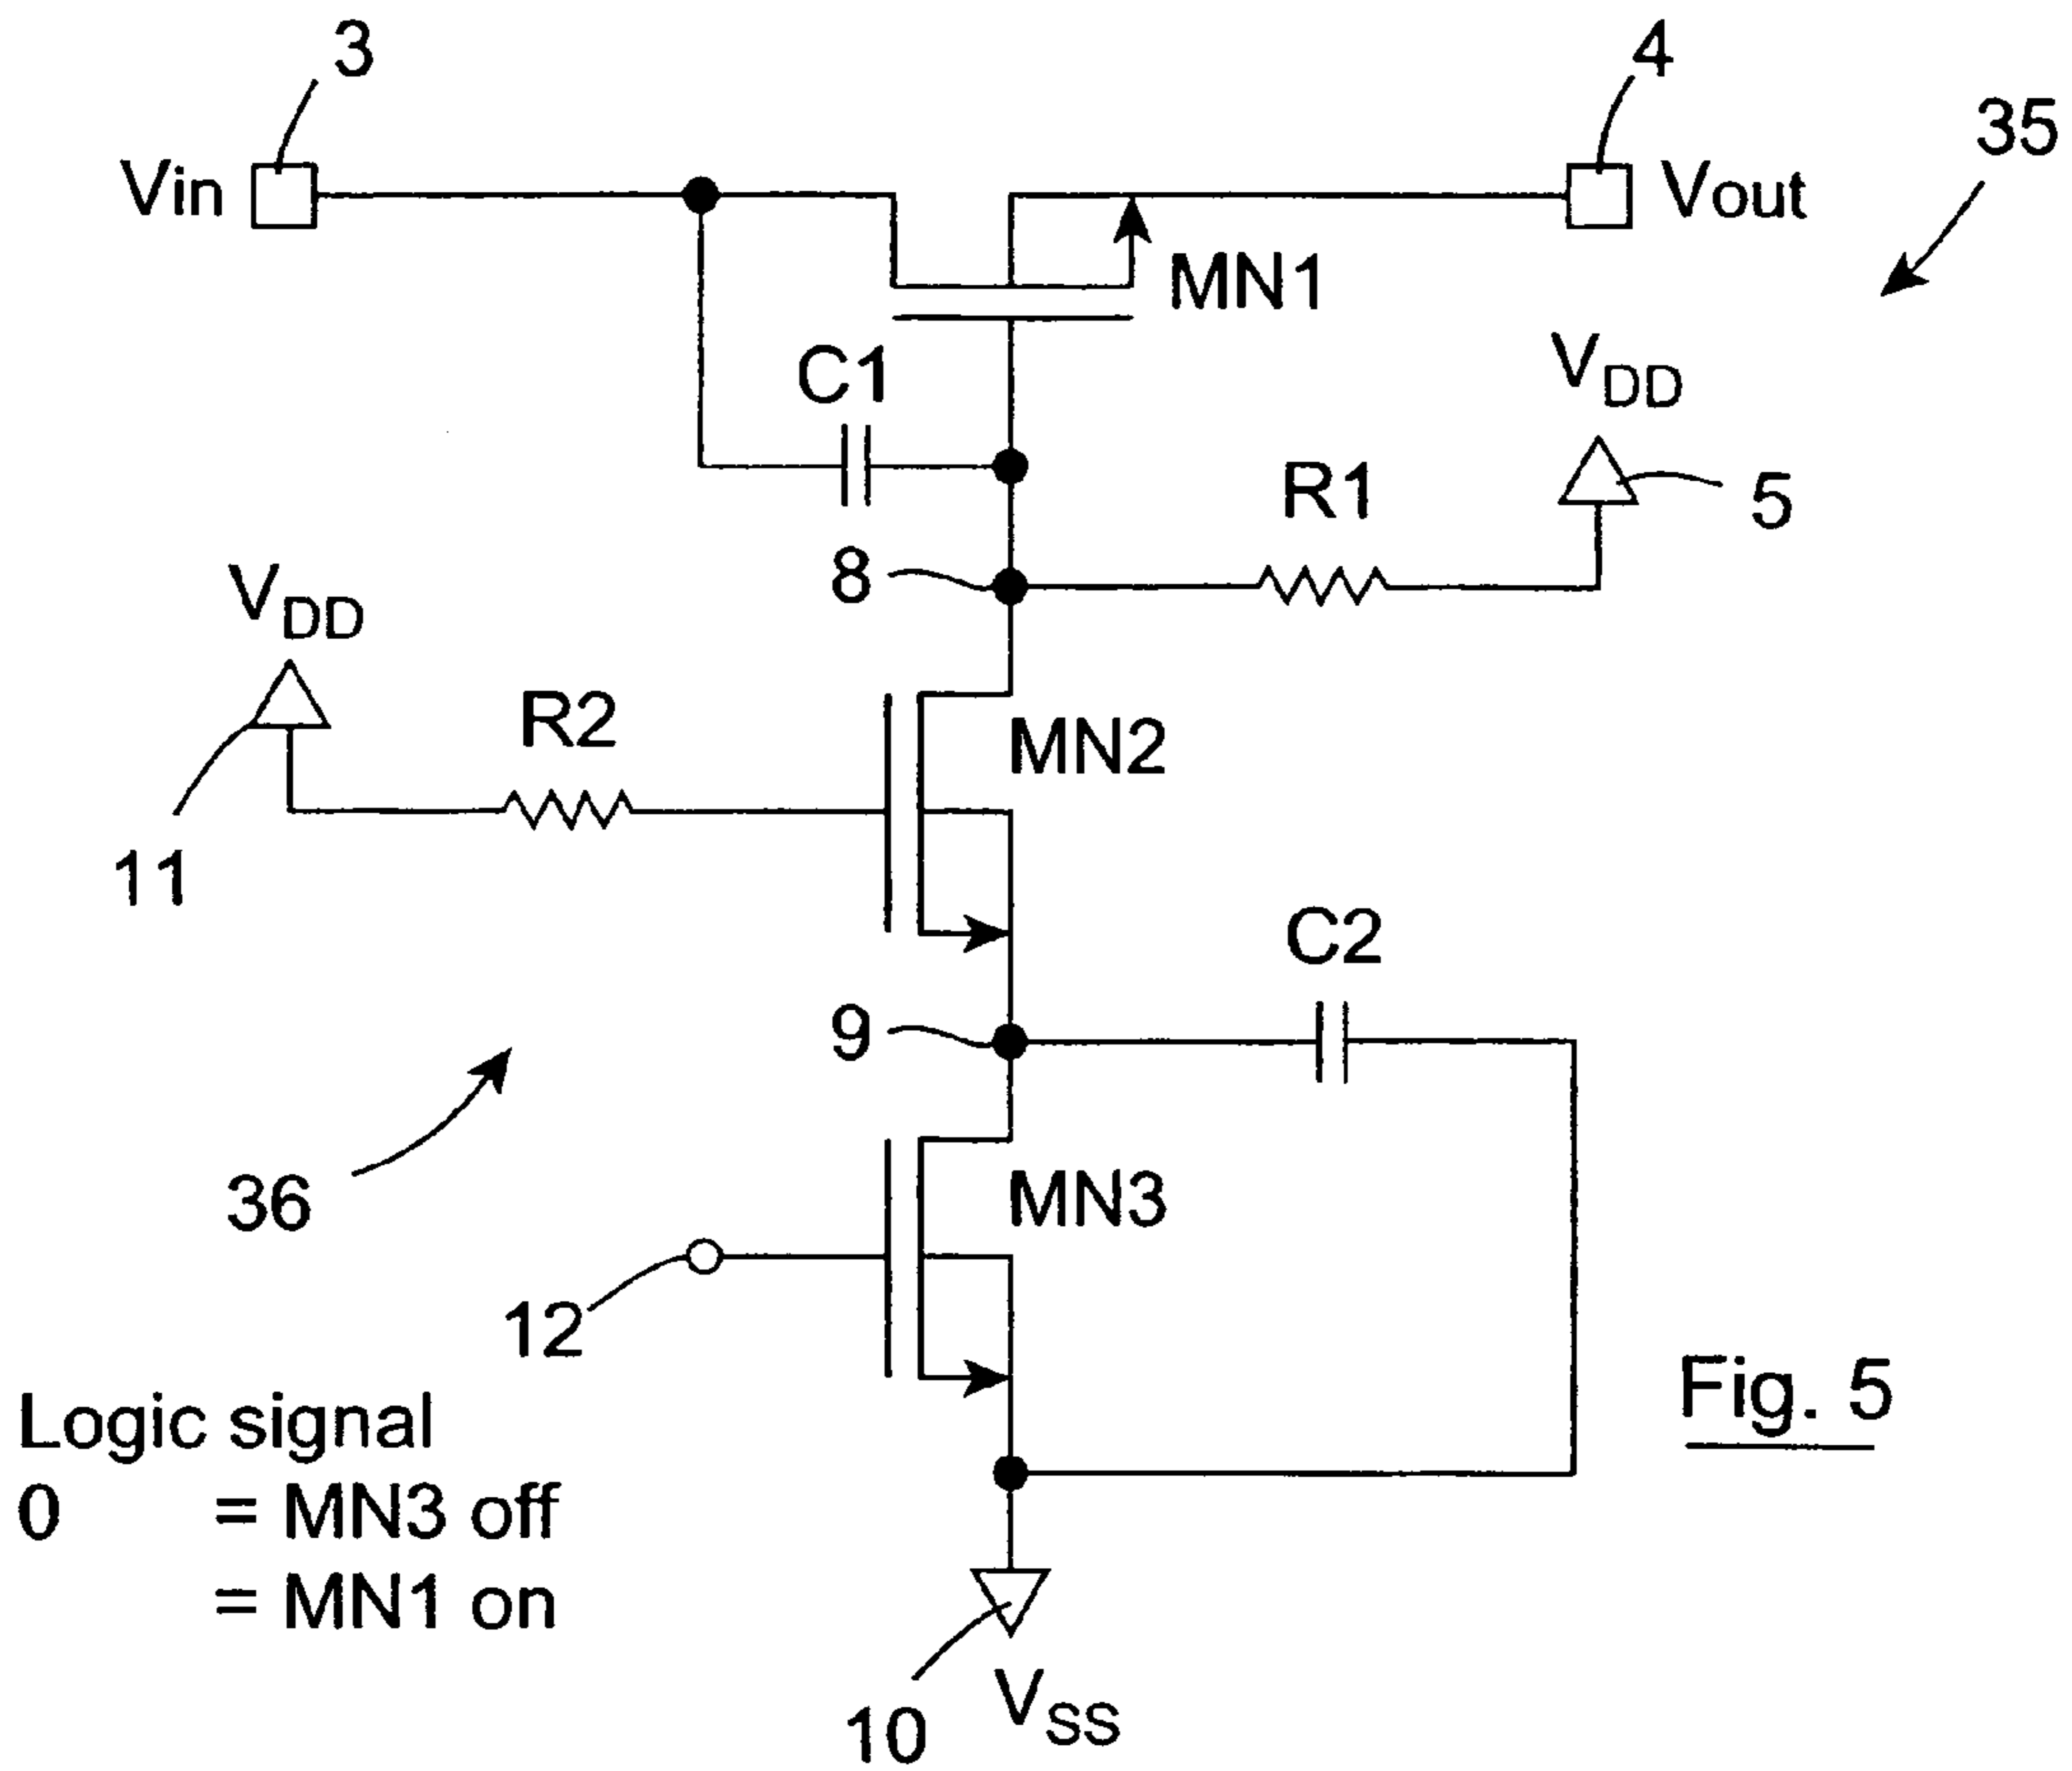 3
4
35
Vin
Vout
MN1
C1
VDD
R1
5
8
VDD
R2
MN2
11
C2
9
36
MN3
12
Fig. 5
Logic signal
0 = MN3 off
= MN1 on
10
VSS